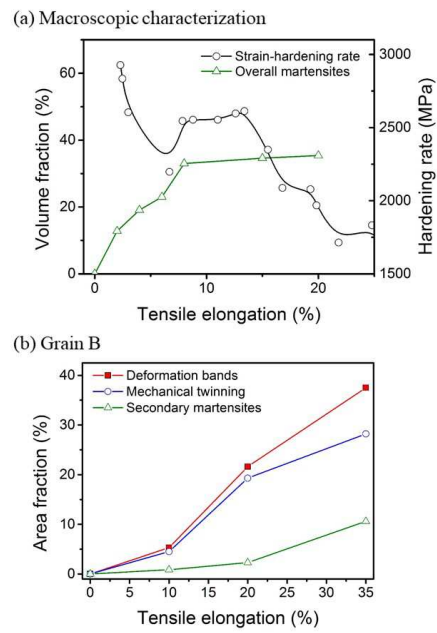 (a) Macroscopic characterization
Strain-hardening rate
Overall martensites
Volume fraction (%)
60
40
20
0
Hardening rate (MPa)
3000
2500
2000
1500
0
10
20
Tensile elongation (%)
(b) Grain B
Deformation bands
Mechanical twinning
Secondary martensites
Area fraction (%)
40
30
20
10
0
0 5 10 15 20 25 30 35
Tensile elongation (%)